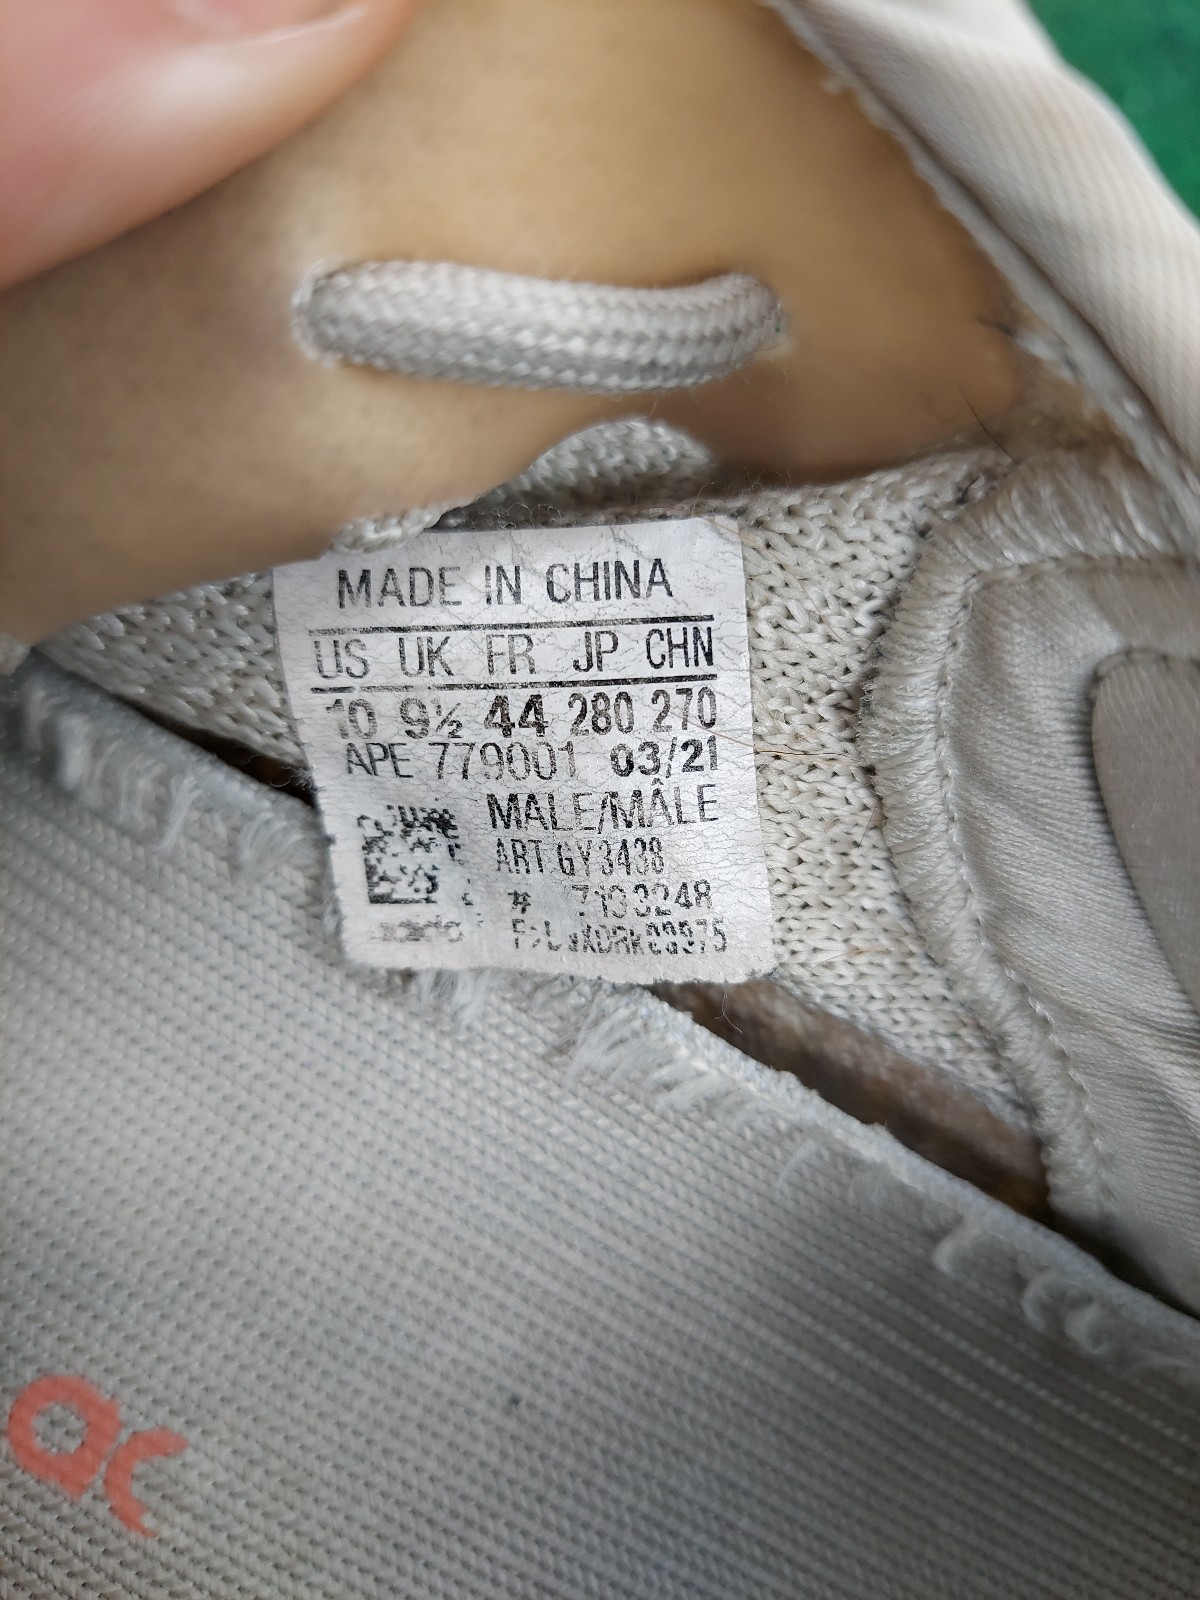 MADE IN CHINA
US UK FR JP CHN
10 9½ 44 280 270
APE 779001 03/21
MALE/MÂLE
ART GY3438
# 7193248